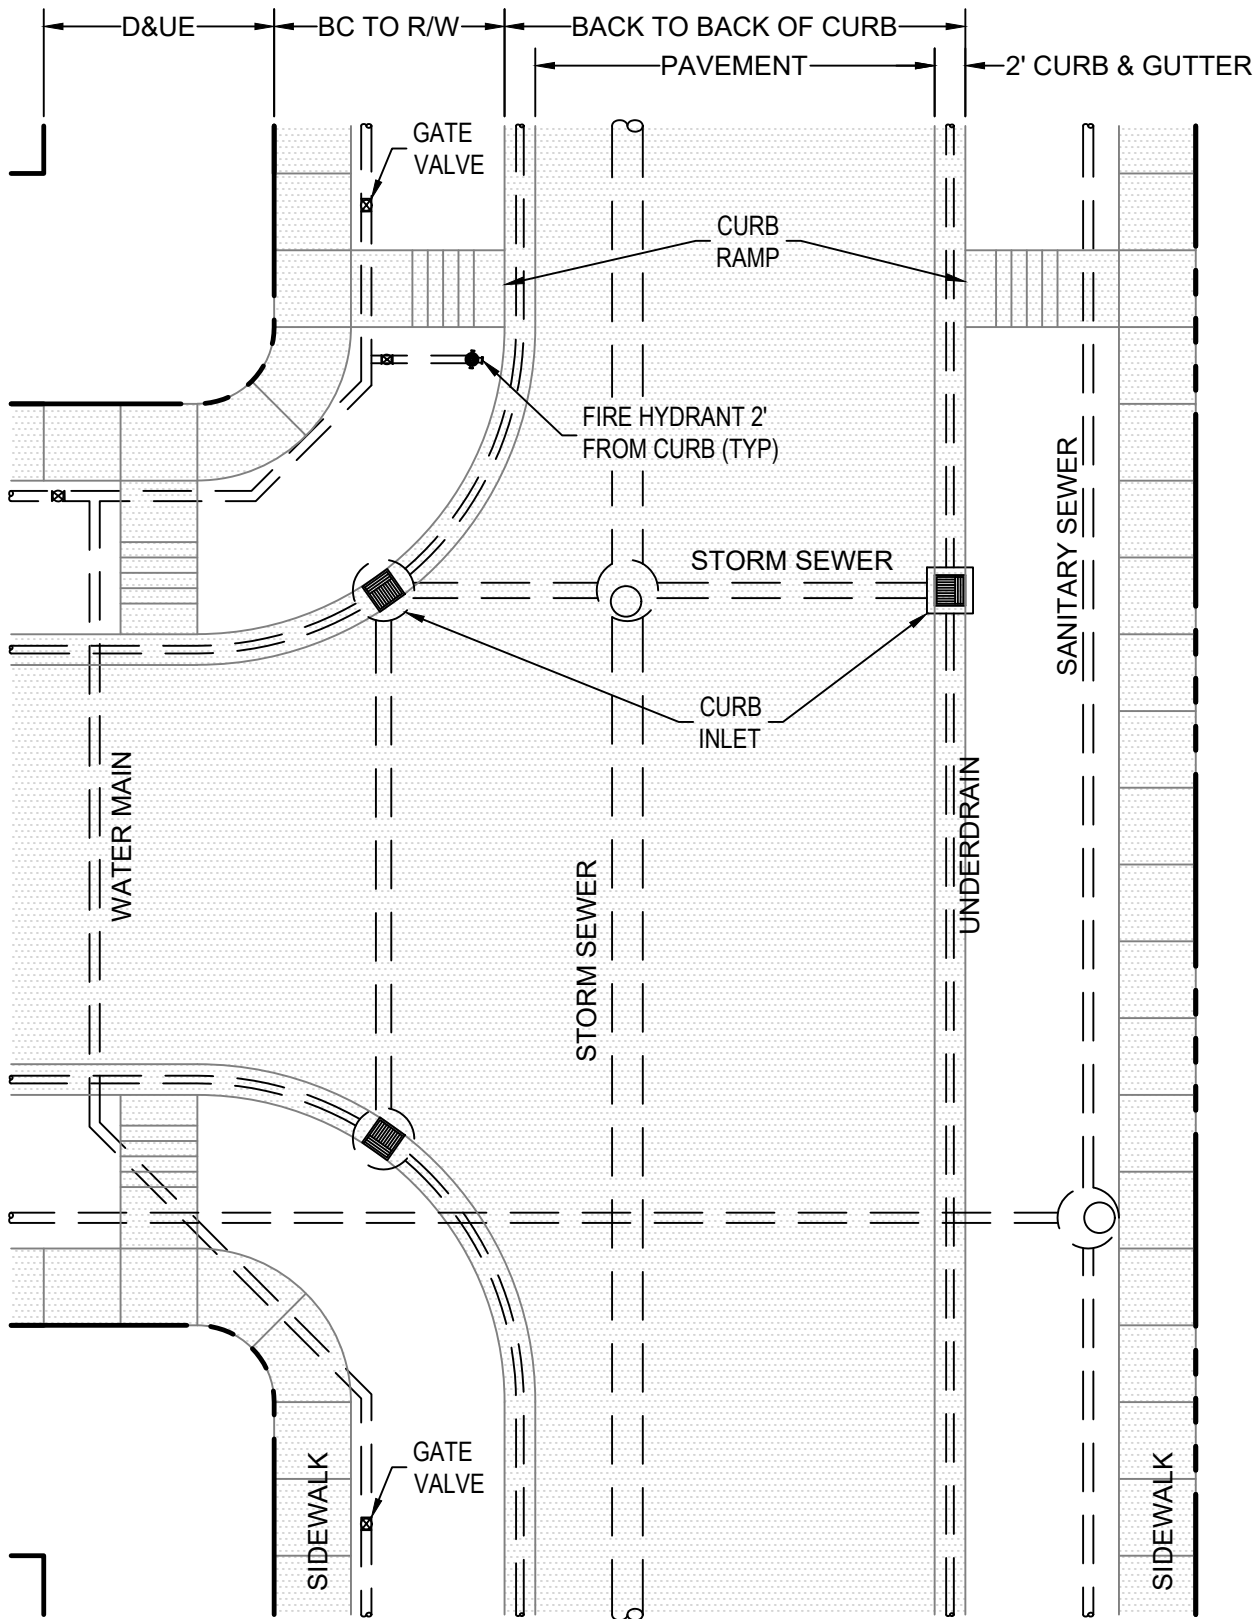 D&UE
BC TO R/W
BACK TO BACK OF CURB
PAVEMENT
2' CURB & GUTTER
GATE
VALVE
CURB
RAMP
FIRE HYDRANT 2'
FROM CURB (TYP)
SANITARY SEWER
STORM SEWER
CURB
INLET
WATER MAIN
UNDERDRAIN
STORM SEWER
GATE
VALVE
SIDEWALK
SIDEWALK